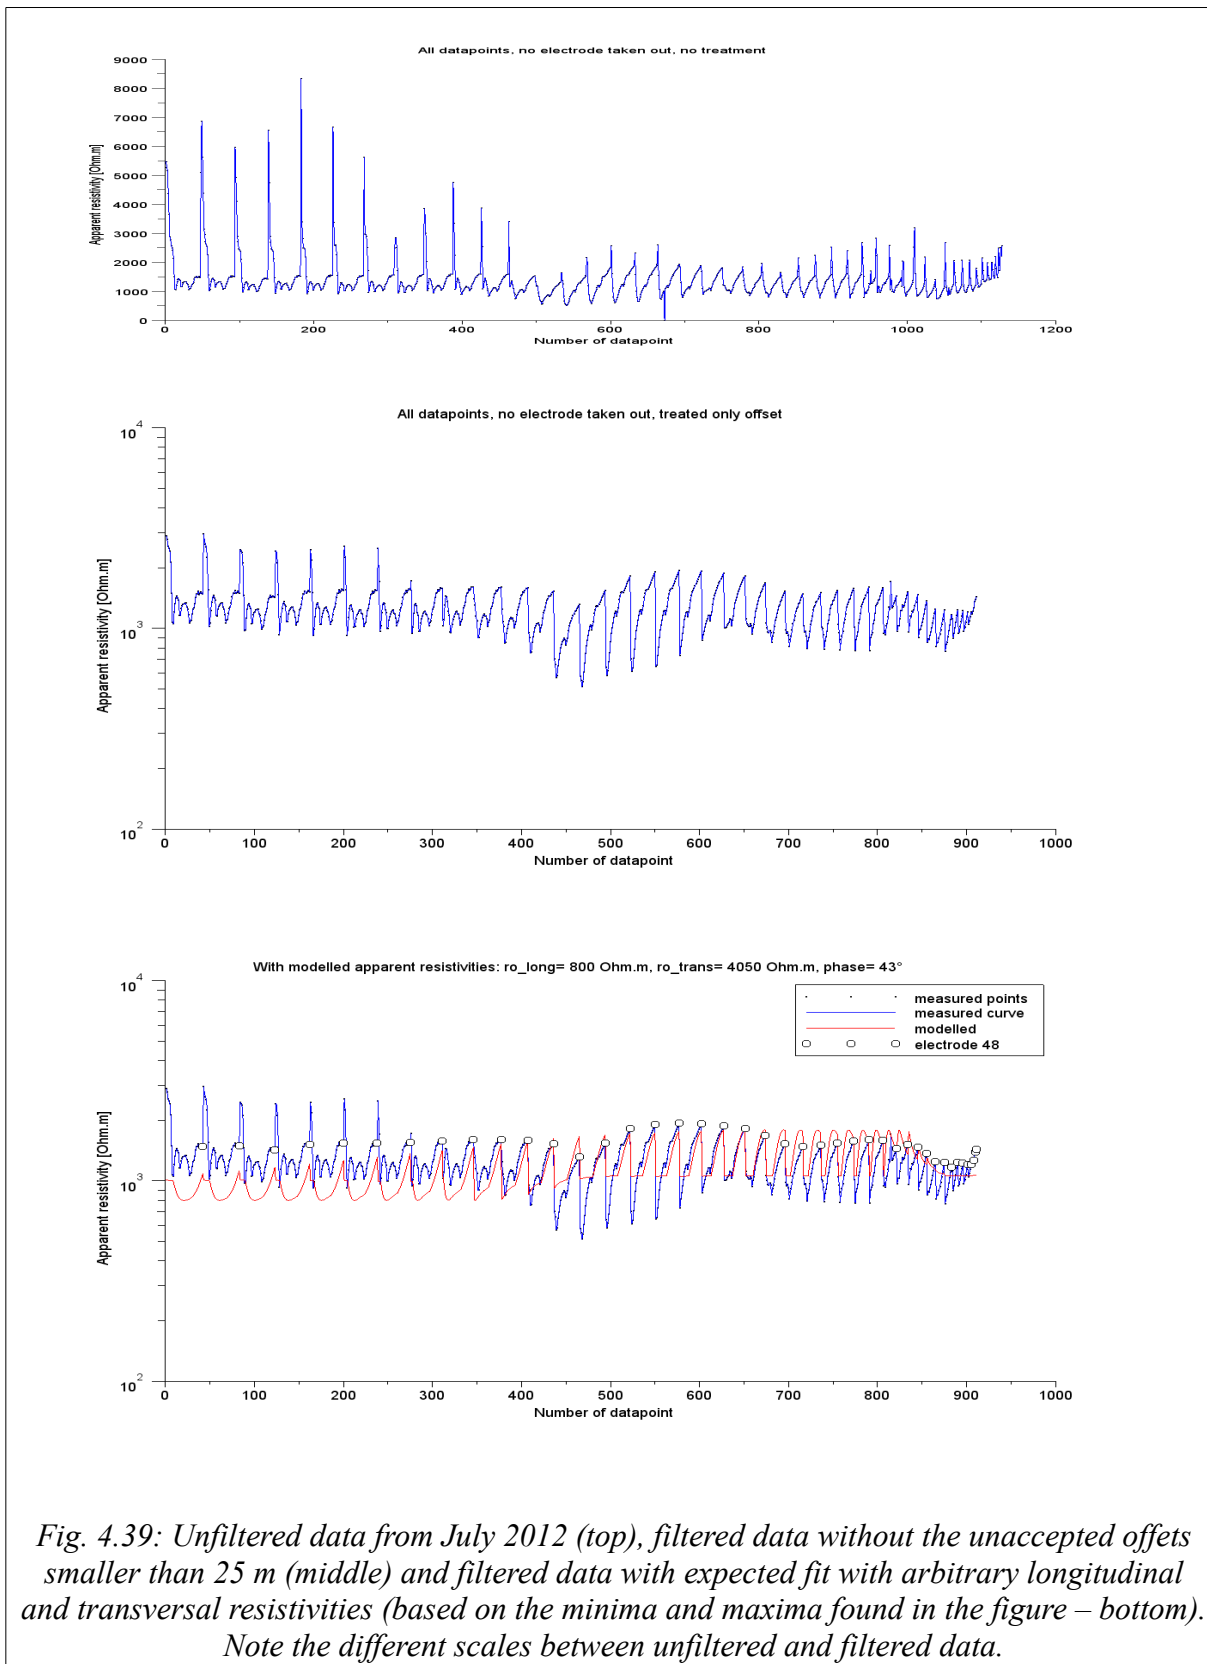 All datapoints, no electrode taken out, no treatment
9000
8000
7000
6000
5000
4000
3000
2000
1000
0
Apparent resistivity [Ohm.m]
0 200 400 600 800 1000 1200
Number of datapoint
All datapoints, no electrode taken out, treated only offset
10^4
10^3
10^2
Apparent resistivity [Ohm.m]
0 100 200 300 400 500 600 700 800 900 1000
Number of datapoint
With modelled apparent resistivities: ro_long= 800 Ohm.m, ro_trans= 4050 Ohm.m, phase= 43°
measured points
measured curve
modelled
electrode 48
10^4
10^3
10^2
Apparent resistivity [Ohm.m]
0 100 200 300 400 500 600 700 800 900 1000
Number of datapoint
Fig. 4.39: Unfiltered data from July 2012 (top), filtered data without the unaccepted offets
smaller than 25 m (middle) and filtered data with expected fit with arbitrary longitudinal
and transversal resistivities (based on the minima and maxima found in the figure – bottom).
Note the different scales between unfiltered and filtered data.